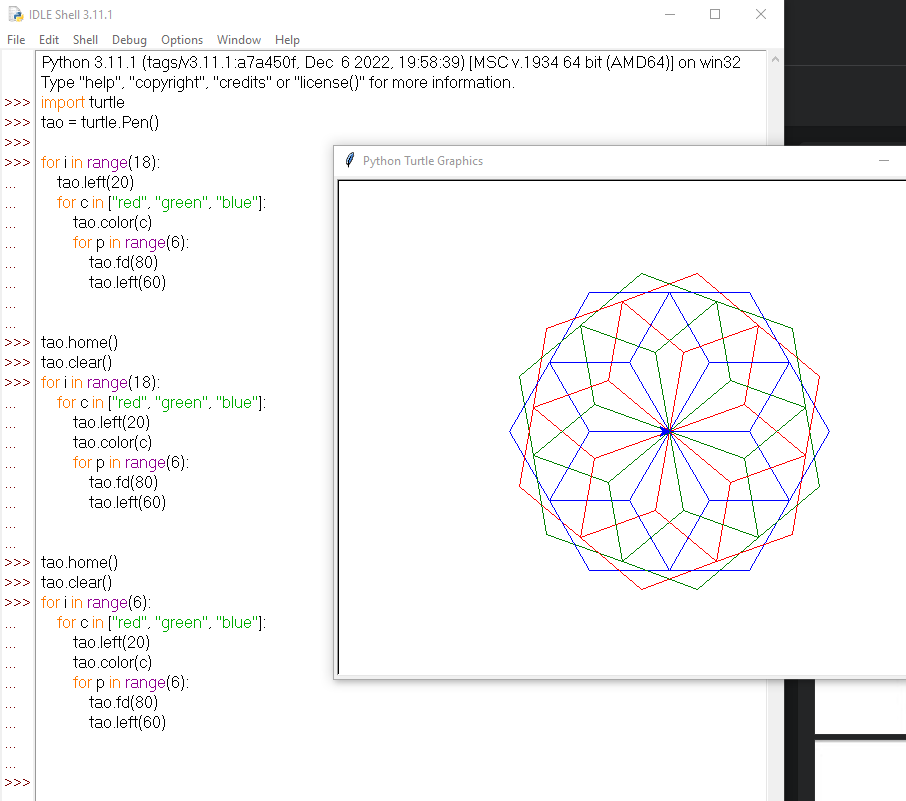 IDLE Shell 3.11.1
File Edit Shell Debug Options Window Help
Python 3.11.1 (tags/v3.11.1:a7a450f, Dec  6 2022, 19:58:39) [MSC v.1934 64 bit (AMD64)] on win32
Type "help", "copyright", "credits" or "license()" for more information.
>>> import turtle
>>> tao = turtle.Pen()
>>>
>>> for i in range(18):
...     tao.left(20)
...     for c in ["red", "green", "blue"]:
...         tao.color(c)
...         for p in range(6):
...             tao.fd(80)
...             tao.left(60)
...
...
>>> tao.home()
>>> tao.clear()
>>> for i in range(18):
...     for c in ["red", "green", "blue"]:
...         tao.left(20)
...         tao.color(c)
...         for p in range(6):
...             tao.fd(80)
...             tao.left(60)
...
...
>>> tao.home()
>>> tao.clear()
>>> for i in range(6):
...     for c in ["red", "green", "blue"]:
...         tao.left(20)
...         tao.color(c)
...         for p in range(6):
...             tao.fd(80)
...             tao.left(60)
...
...
>>>
Python Turtle Graphics